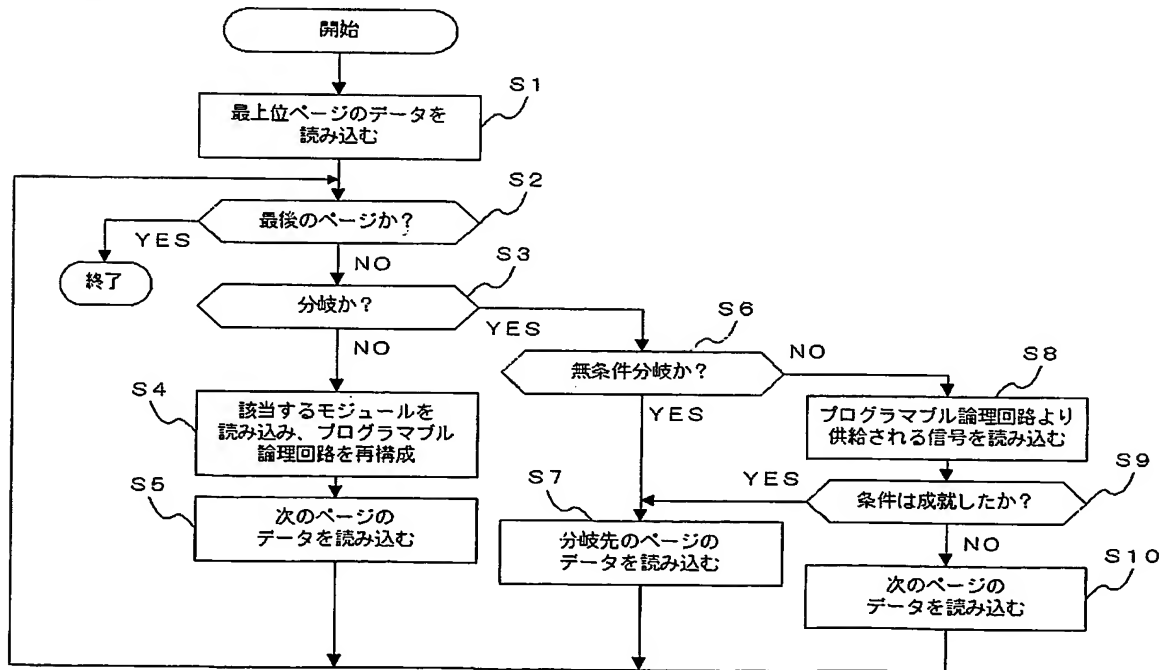 開始
S1
最上位ページのデータを
読み込む
S2
最後のページか?
YES
NO
終了
S3
分岐か?
YES
NO
S6
無条件分岐か?
NO
YES
S8
プログラマブル論理回路より
供給される信号を読み込む
S4
該当するモジュールを
読み込み、プログラマブル
論理回路を再構成
S9
条件は成就したか?
YES
NO
S5
次のページの
データを読み込む
S7
分岐先のページの
データを読み込む
S10
次のページの
データを読み込む